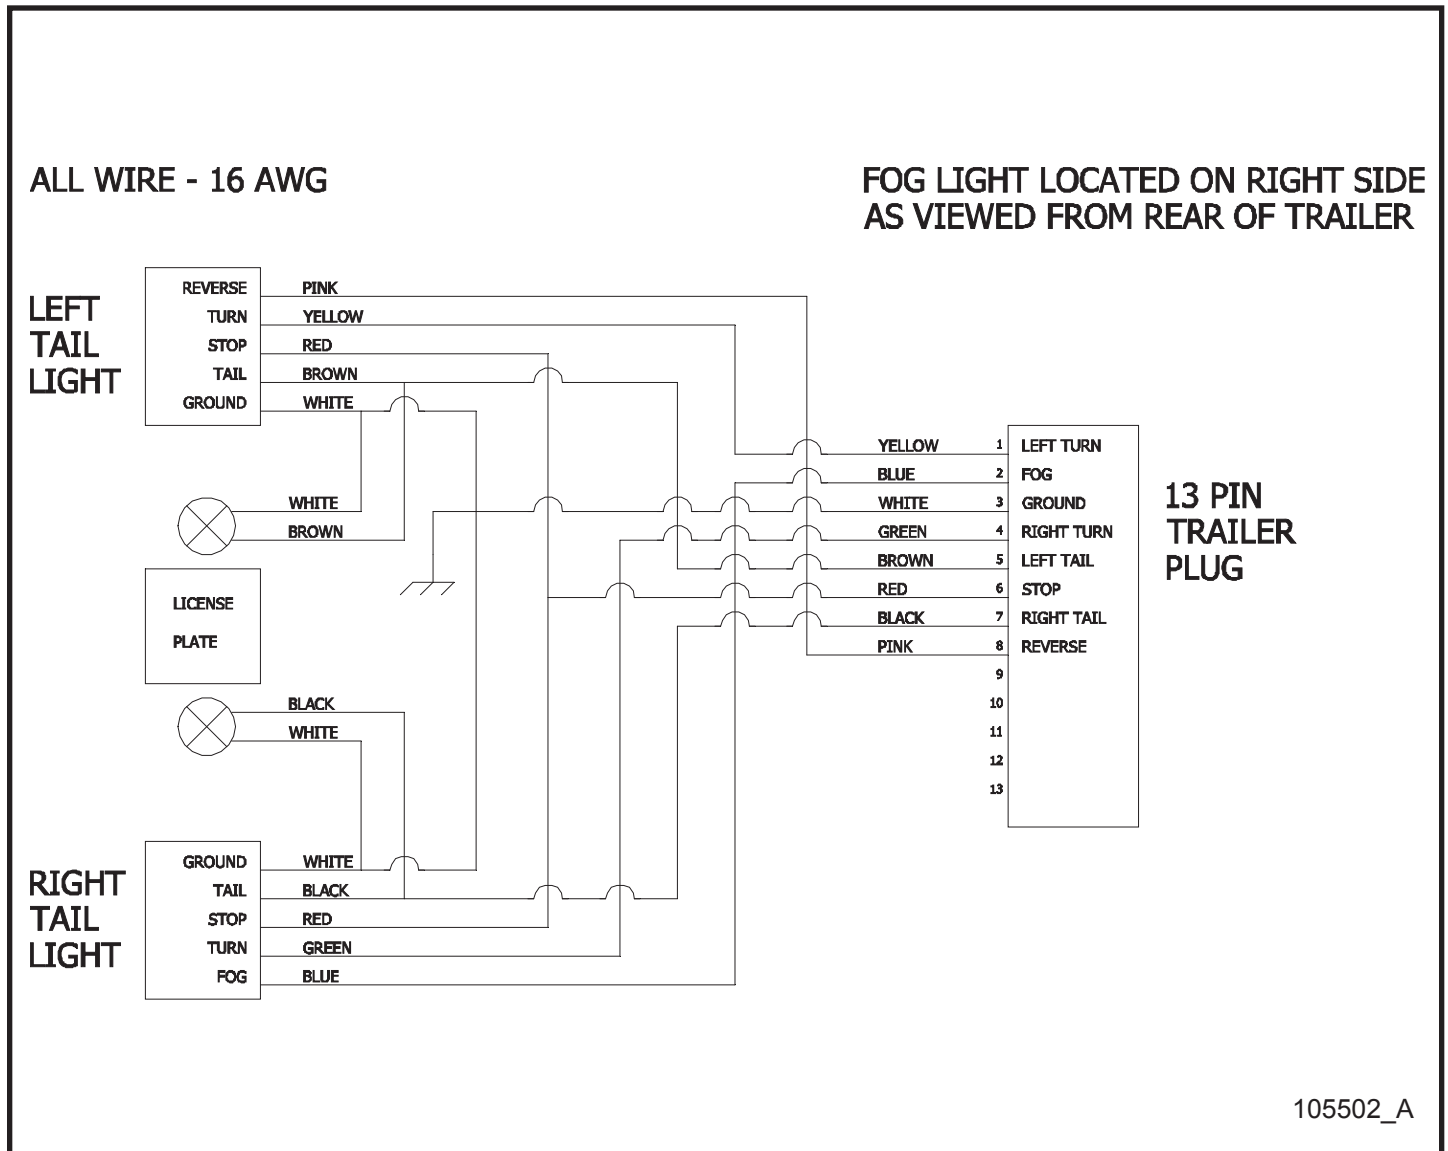 ALL WIRE - 16 AWG
FOG LIGHT LOCATED ON RIGHT SIDE
AS VIEWED FROM REAR OF TRAILER
LEFT
TAIL
LIGHT
REVERSE PINK
TURN YELLOW
STOP RED
TAIL BROWN
GROUND WHITE
WHITE
BROWN
LICENSE
PLATE
BLACK
WHITE
RIGHT
TAIL
LIGHT
GROUND WHITE
TAIL BLACK
STOP RED
TURN GREEN
FOG BLUE
YELLOW 1 LEFT TURN
BLUE 2 FOG
WHITE 3 GROUND
GREEN 4 RIGHT TURN
BROWN 5 LEFT TAIL
RED 6 STOP
BLACK 7 RIGHT TAIL
PINK 8 REVERSE
9
10
11
12
13
13 PIN
TRAILER
PLUG
105502_A